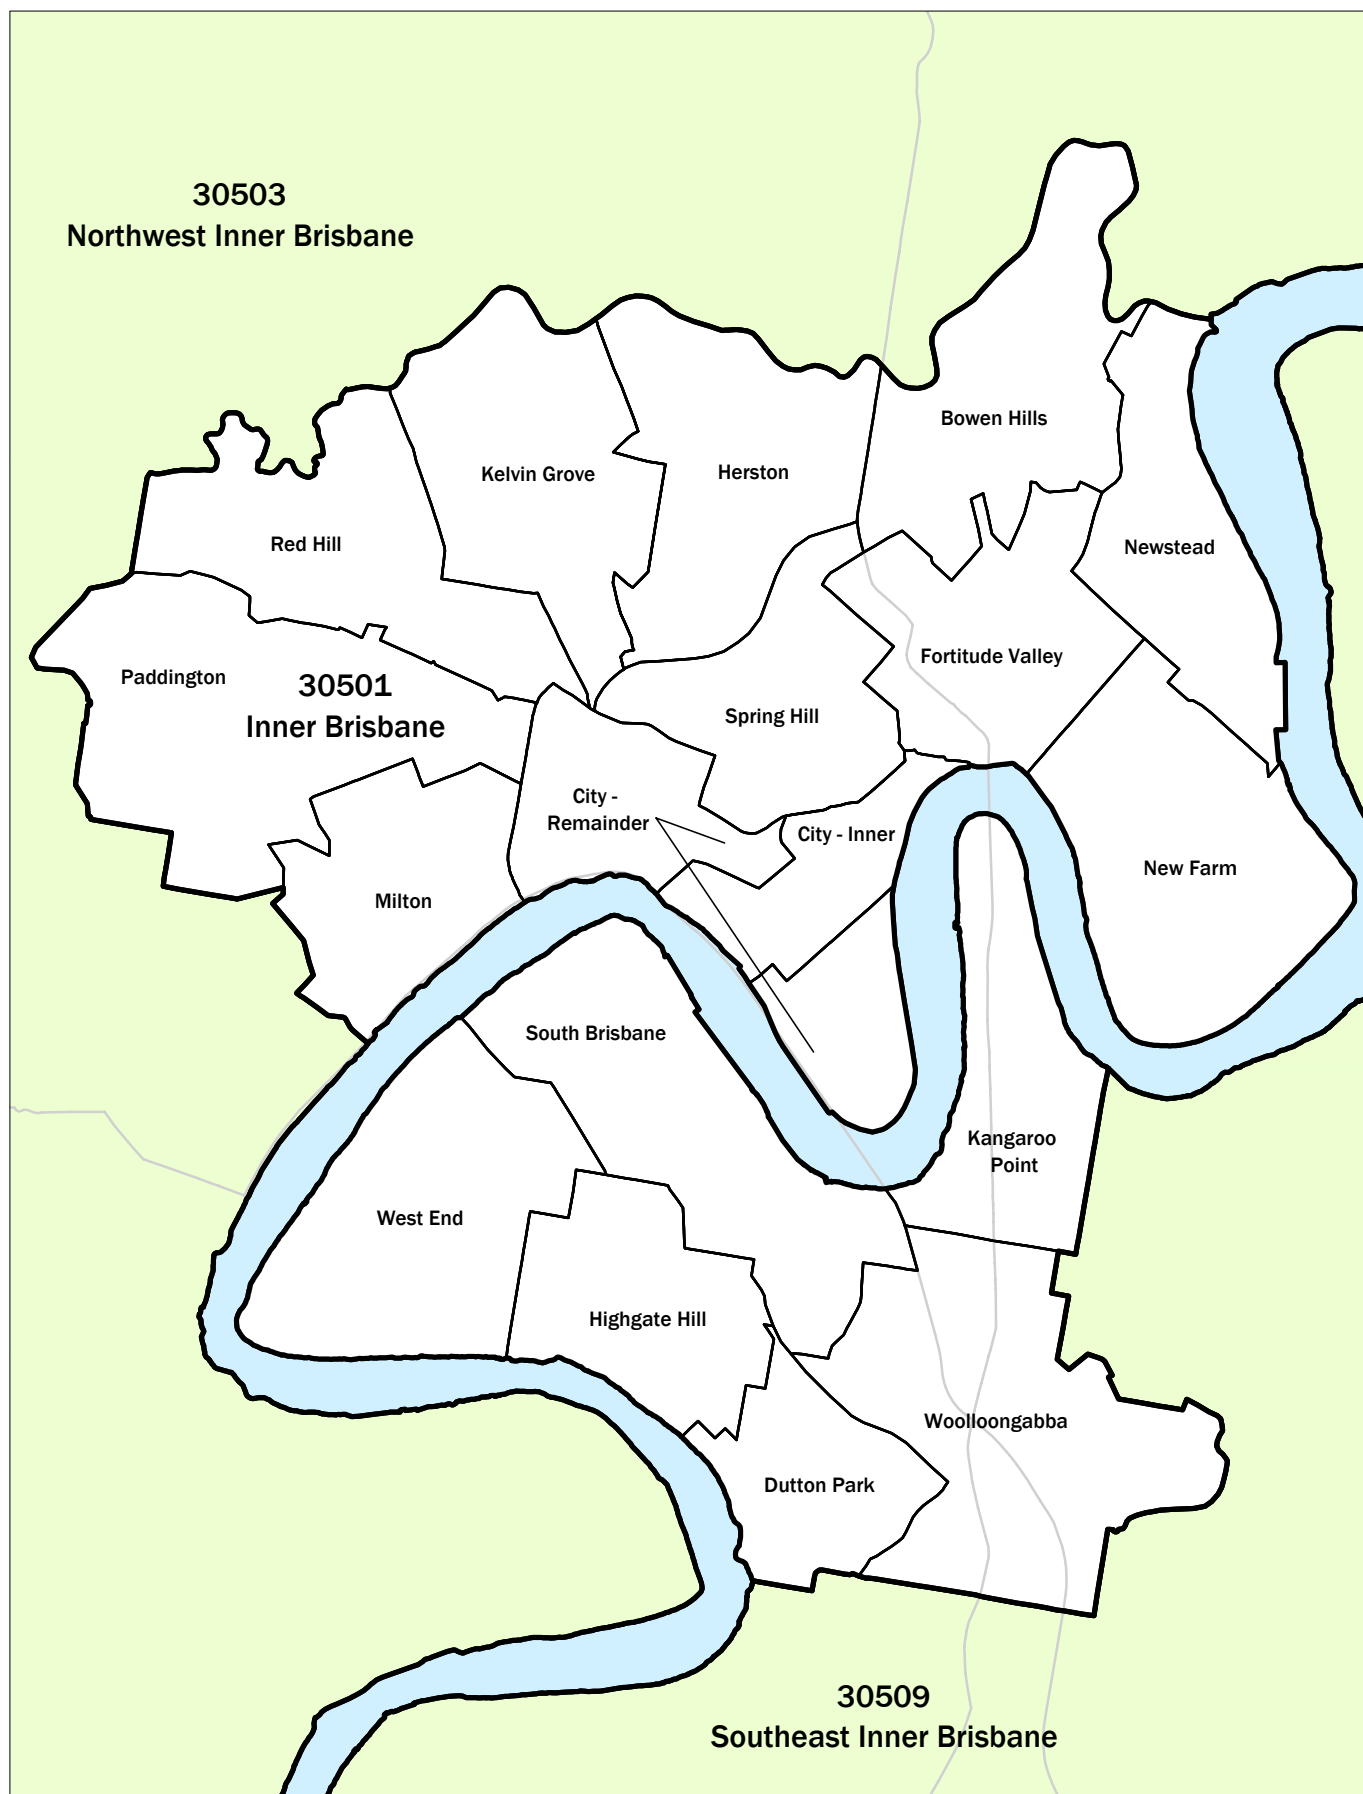 30503
Northwest Inner Brisbane
Bowen Hills
Kelvin Grove
Herston
Red Hill
Newstead
Fortitude Valley
Paddington
30501
Inner Brisbane
Spring Hill
City -
Remainder
City - Inner
New Farm
Milton
South Brisbane
Kangaroo
Point
West End
Highgate Hill
Woolloongabba
Dutton Park
30509
Southeast Inner Brisbane